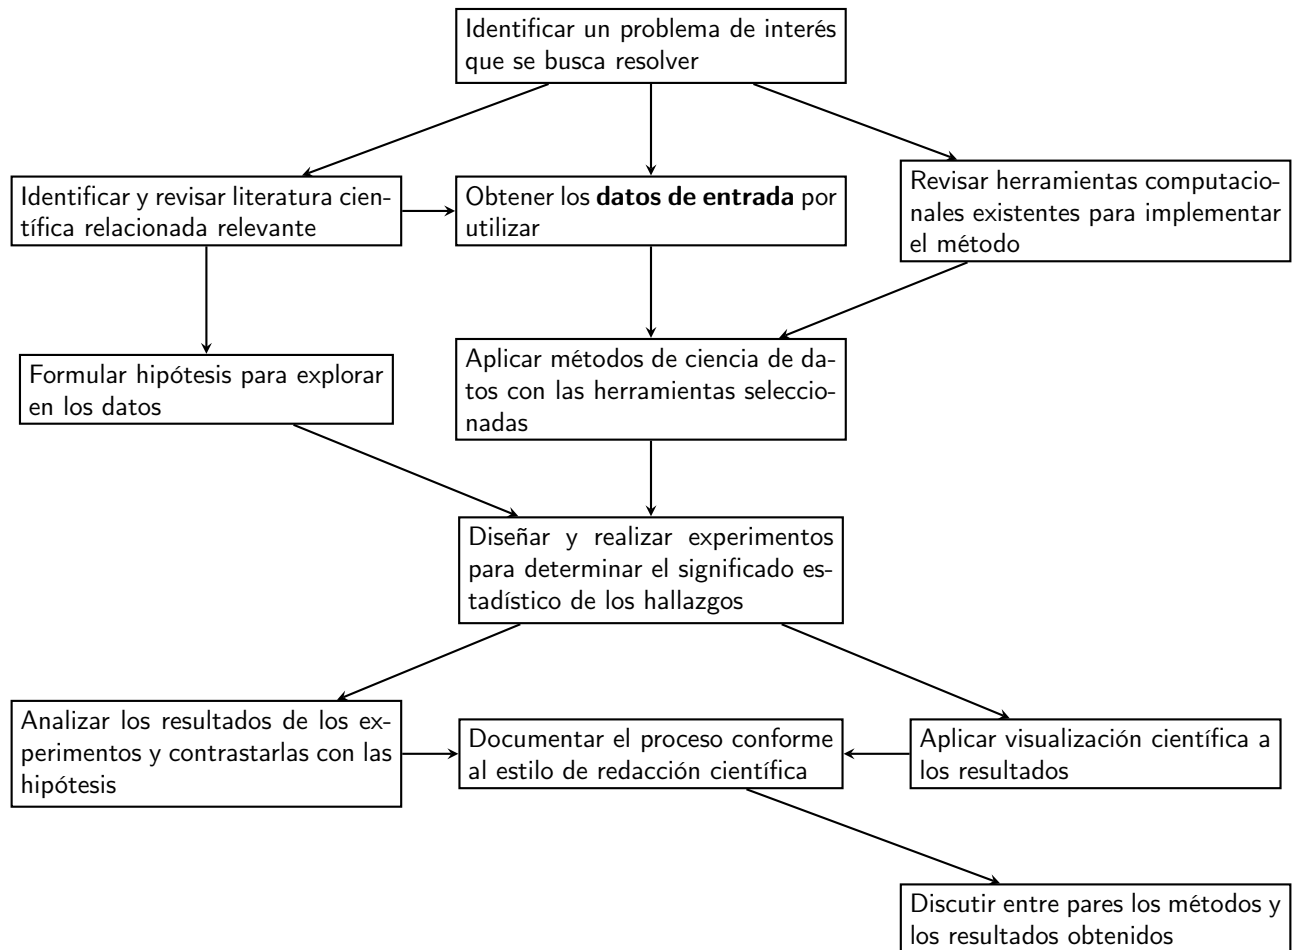 Identificar un problema de interés
que se busca resolver
Identificar y revisar literatura cien-
tífica relacionada relevante
Obtener los datos de entrada por
utilizar
Revisar herramientas computacio-
nales existentes para implementar
el método
Formular hipótesis para explorar
en los datos
Aplicar métodos de ciencia de da-
tos con las herramientas seleccio-
nadas
Diseñar y realizar experimentos
para determinar el significado es-
tadístico de los hallazgos
Analizar los resultados de los ex-
perimentos y contrastarlas con las
hipótesis
Documentar el proceso conforme
al estilo de redacción científica
Aplicar visualización científica a
los resultados
Discutir entre pares los métodos y
los resultados obtenidos